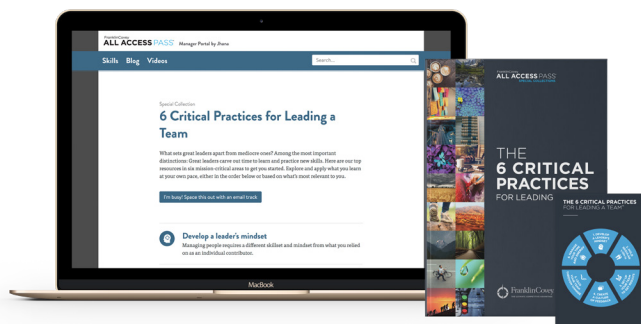 FranklinCovey
ALL ACCESS PASS Manager Portal by Jhana
Skills Blog Videos
Search...
Special Collection
6 Critical Practices for Leading a
Team
What sets great leaders apart from mediocre ones? Among the most important
distinctions: Great leaders carve out time to learn and practice new skills. Here are our top
resources in six mission-critical areas to get you started. Explore and apply what you learn
at your own pace, either in the order below or based on what's most relevant to you.
I'm busy! Space this out with an email track
Develop a leader's mindset
Managing people requires a different skillset and mindset from what you relied
on as an individual contributor.
MacBook
FranklinCovey
ALL ACCESS PASS
THE
6 CRITICAL
PRACTICES
FOR LEADING
FranklinCovey
THE 6 CRITICAL PRACTICES
FOR LEADING A TEAM